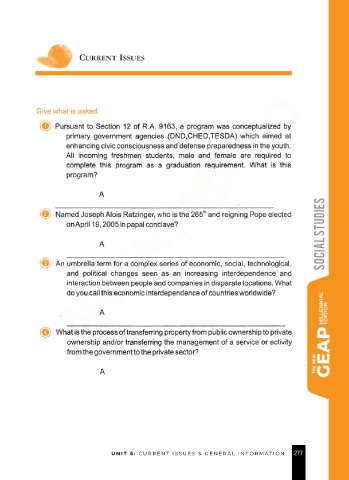 CURRENT ISSUES
Give what is asked.
1 Pursuant to Section 12 of R.A. 9163, a program was conceptualized by
primary government agencies (DND,CHED,TESDA) which aimed at
enhancing civic consciousness and defense preparedness in the youth.
All incoming freshmen students, male and female are required to
complete this program as a graduation requirement. What is this
program?
A
2 Named Joseph Alois Ratzinger, who is the 265th and reigning Pope elected
on April 19, 2005 in papal conclave?
A
3 An umbrella term for a complex series of economic, social, technological,
and political changes seen as an increasing interdependence and
interaction between people and companies in disparate locations. What
do you call this economic interdependence of countries worldwide?
A
4 What is the process of transferring property from public ownership to private
ownership and/or transferring the management of a service or activity
from the government to the private sector?
A
SOCIAL STUDIES
THE NEW
GEAP
MILLENNIAL
EDITION
UNIT 5: CURRENT ISSUES & GENERAL INFORMATION 277